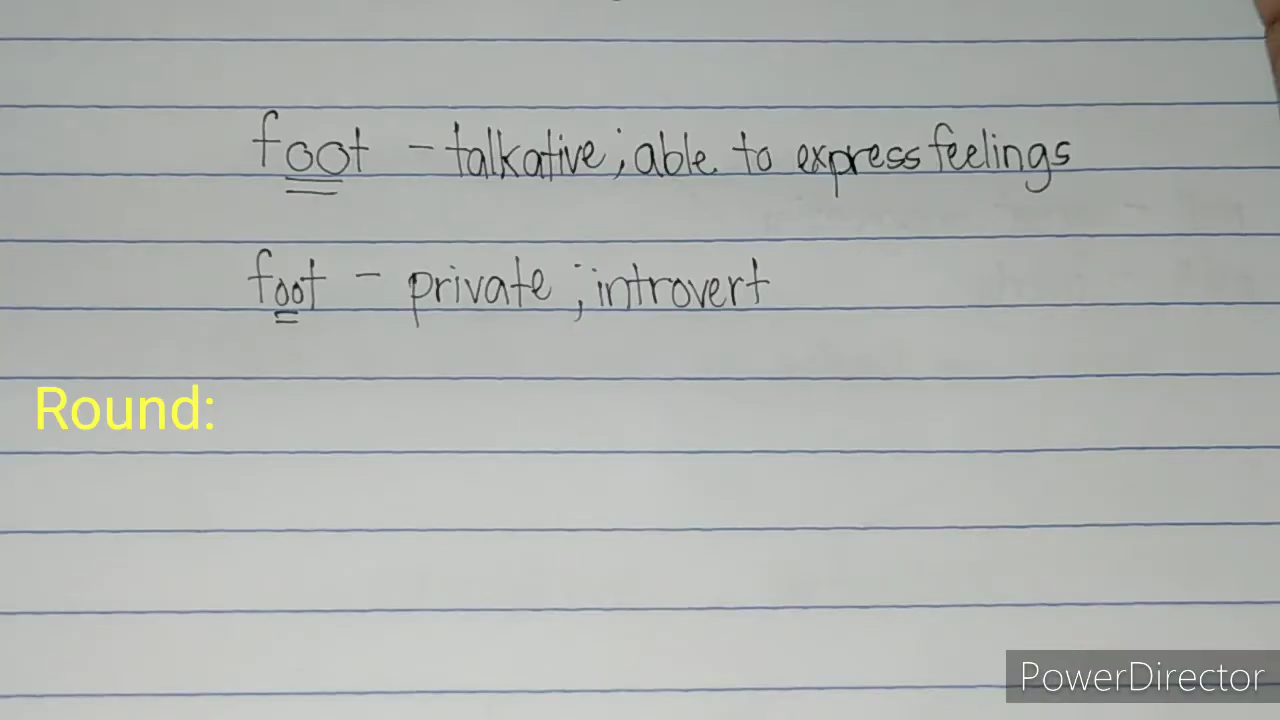 foot - talkative; able to express feelings
foot - private; introvert
Round:
PowerDirector